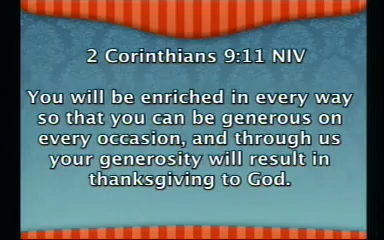 2 Corinthians 9:11 NIV
You will be enriched in every way
so that you can be generous on
every occasion, and through us
your generosity will result in
thanksgiving to God.